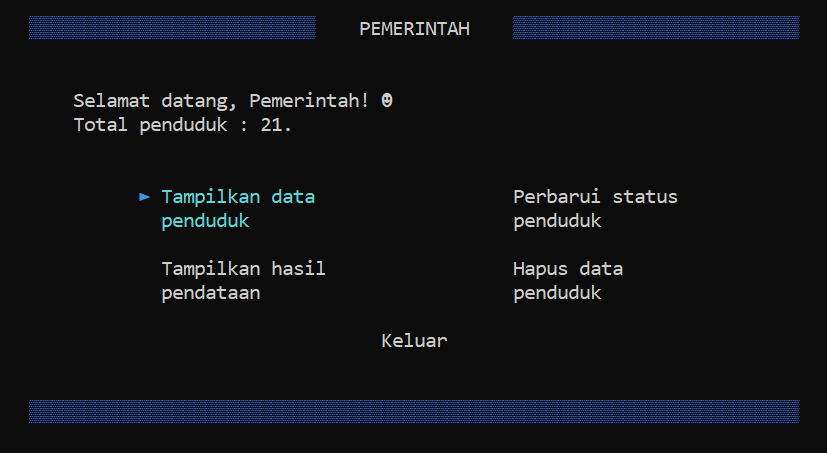 PEMERINTAH
Selamat datang, Pemerintah! ☻
Total penduduk : 21.
► Tampilkan data
penduduk
Perbarui status
penduduk
Tampilkan hasil
pendataan
Hapus data
penduduk
Keluar